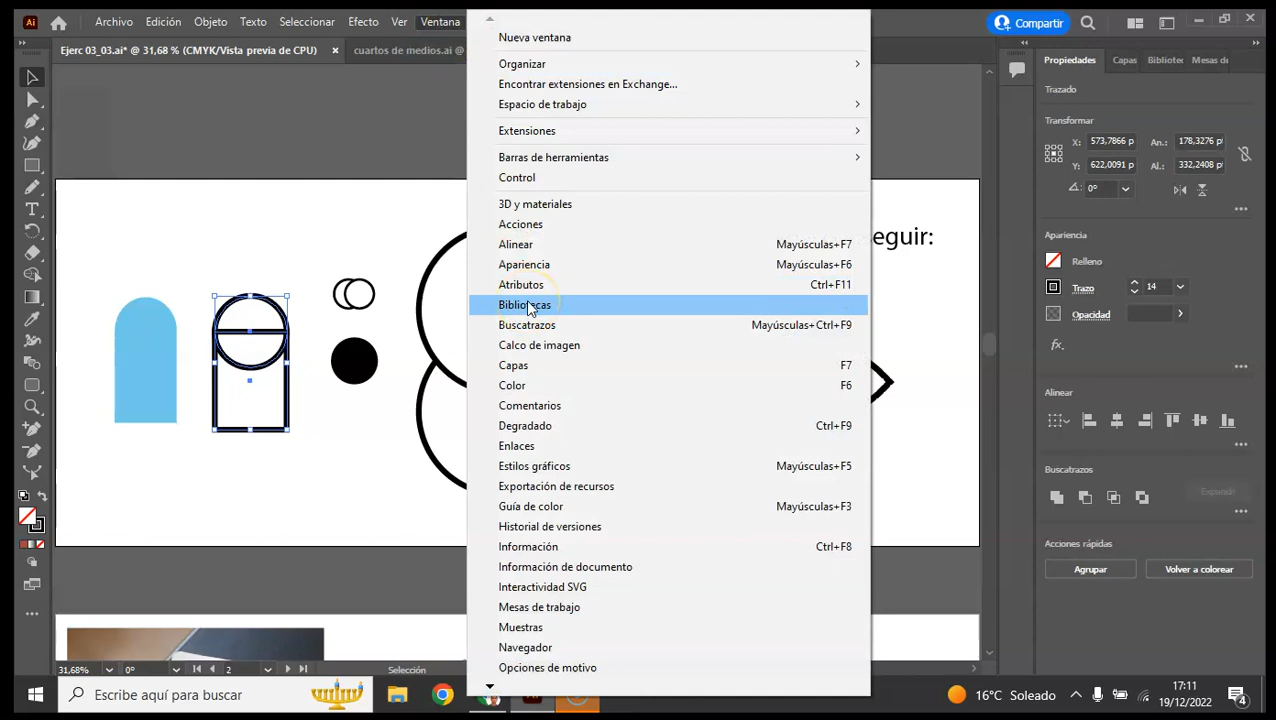 Ai Archivo Edición Objeto Texto Seleccionar Efecto Ver Ventana Compartir
Ejerc 03_03.ai* @ 31,68 % (CMYK/Vista previa de CPU) × cuartos de medios.ai @
Nueva ventana
Organizar
Encontrar extensiones en Exchange...
Espacio de trabajo
Extensiones
Barras de herramientas
Control
3D y materiales
Acciones
Alinear Mayúsculas+F7
Apariencia Mayúsculas+F6
Atributos Ctrl+F11
Bibliotecas
Buscatrazos Mayúsculas+Ctrl+F9
Calco de imagen
Capas F7
Color F6
Comentarios
Degradado Ctrl+F9
Enlaces
Estilos gráficos Mayúsculas+F5
Exportación de recursos
Guía de color Mayúsculas+F3
Historial de versiones
Información Ctrl+F8
Información de documento
Interactividad SVG
Mesas de trabajo
Muestras
Navegador
Opciones de motivo
eguir:
Propiedades Capas Bibliotec Mesas de
Trazado
Transformar
X: 573,7866 p An.: 178,3276 p
Y: 622,0091 p Al.: 332,2408 p
0°
Apariencia
Relleno
Trazo 14
Opacidad
fx.
Alinear
Buscatrazos
Expandir
Acciones rápidas
Agrupar Volver a colorear
31,68% 0° 2 Selección
Escribe aquí para buscar
16°C Soleado
17:11
19/12/2022
4